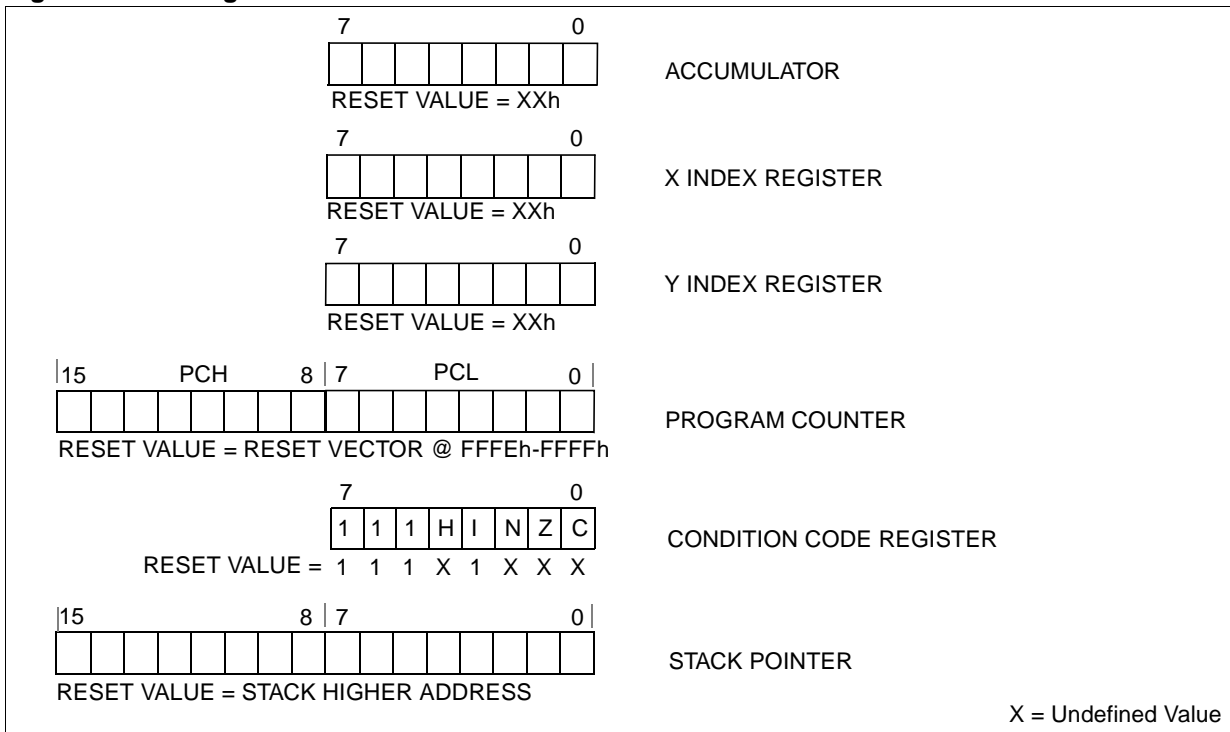 7 0
ACCUMULATOR
RESET VALUE = XXh
7 0
X INDEX REGISTER
RESET VALUE = XXh
7 0
Y INDEX REGISTER
RESET VALUE = XXh
15 PCH 8 7 PCL 0
PROGRAM COUNTER
RESET VALUE = RESET VECTOR @ FFFEh-FFFFh
7 0
1 1 1 H I N Z C
CONDITION CODE REGISTER
RESET VALUE = 1 1 1 X 1 X X X
15 8 7 0
STACK POINTER
RESET VALUE = STACK HIGHER ADDRESS
X = Undefined Value